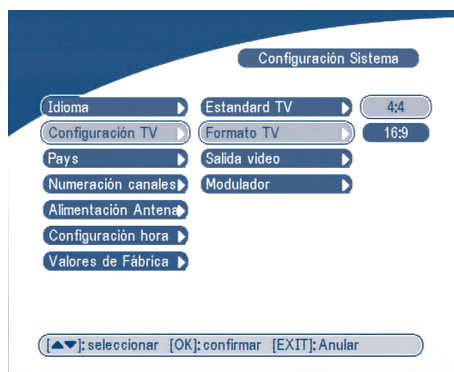 Configuración Sistema
Idioma
Estandard TV
4:4
Configuración TV
Formato TV
16:9
Pays
Salida video
Numeración canales
Modulador
Alimentación Antena
Configuración hora
Valores de Fábrica
[▲▼]: seleccionar [OK]: confirmar [EXIT]: Anular